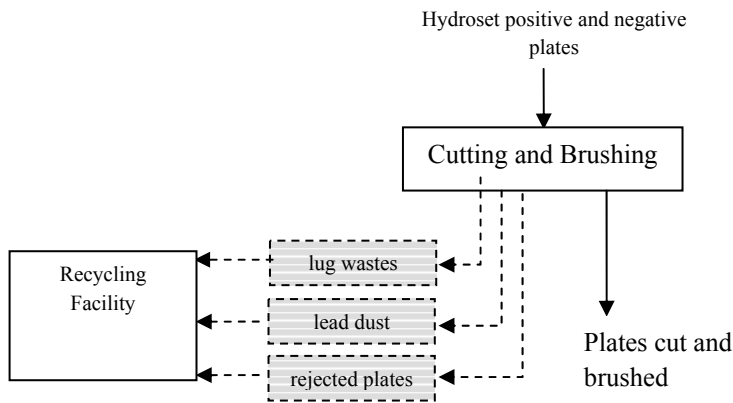 Hydroset positive and negative
plates
Cutting and Brushing
Recycling
Facility
lug wastes
lead dust
rejected plates
Plates cut and
brushed